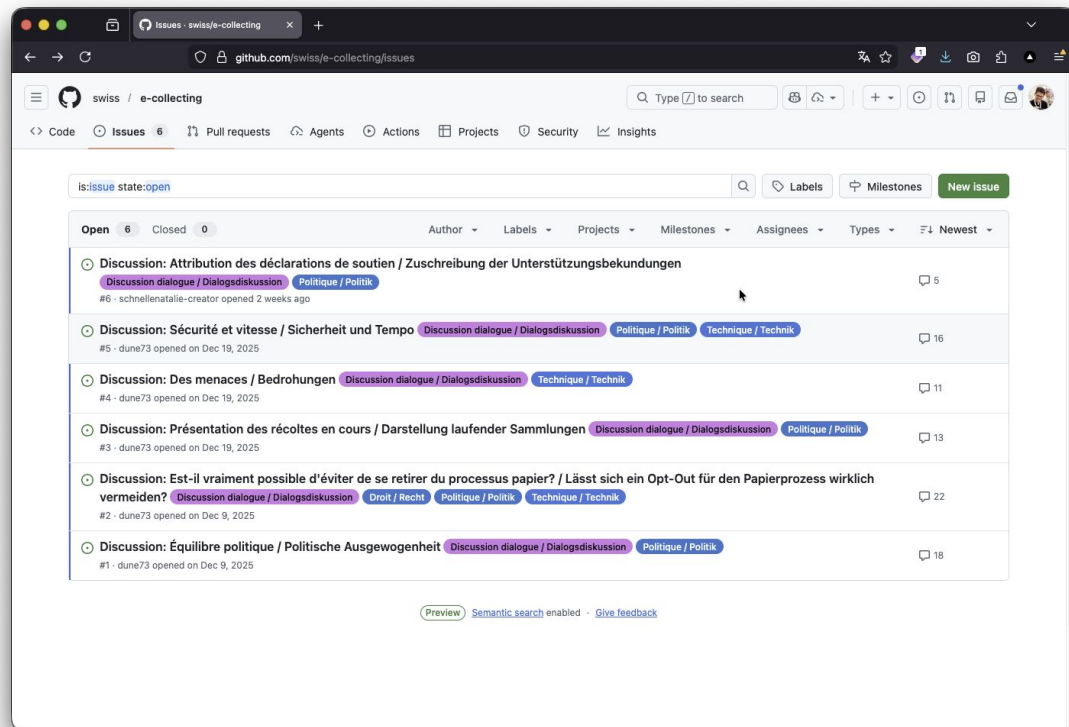 Issues · swiss/e-collecting
github.com/swiss/e-collecting/issues
1
swiss / e-collecting
Type / to search
Code Issues 6 Pull requests Agents Actions Projects Security Insights
is:issue state:open
Labels Milestones New issue
Open 6 Closed 0 Author Labels Projects Milestones Assignees Types Newest
Discussion: Attribution des déclarations de soutien / Zuschreibung der Unterstützungsbekundungen
Discussion dialogue / Dialogsdiskussion Politique / Politik
5
#6 · schnellenatalie-creator opened 2 weeks ago
Discussion: Sécurité et vitesse / Sicherheit und Tempo Discussion dialogue / Dialogsdiskussion Politique / Politik Technique / Technik
16
#5 · dune73 opened on Dec 19, 2025
Discussion: Des menaces / Bedrohungen Discussion dialogue / Dialogsdiskussion Technique / Technik
11
#4 · dune73 opened on Dec 19, 2025
Discussion: Présentation des récoltes en cours / Darstellung laufender Sammlungen Discussion dialogue / Dialogsdiskussion Politique / Politik
13
#3 · dune73 opened on Dec 19, 2025
Discussion: Est-il vraiment possible d'éviter de se retirer du processus papier? / Lässt sich ein Opt-Out für den Papierprozess wirklich
vermeiden? Discussion dialogue / Dialogsdiskussion Droit / Recht Politique / Politik Technique / Technik
22
#2 · dune73 opened on Dec 9, 2025
Discussion: Équilibre politique / Politische Ausgewogenheit Discussion dialogue / Dialogsdiskussion Politique / Politik
18
#1 · dune73 opened on Dec 9, 2025
Preview Semantic search enabled · Give feedback